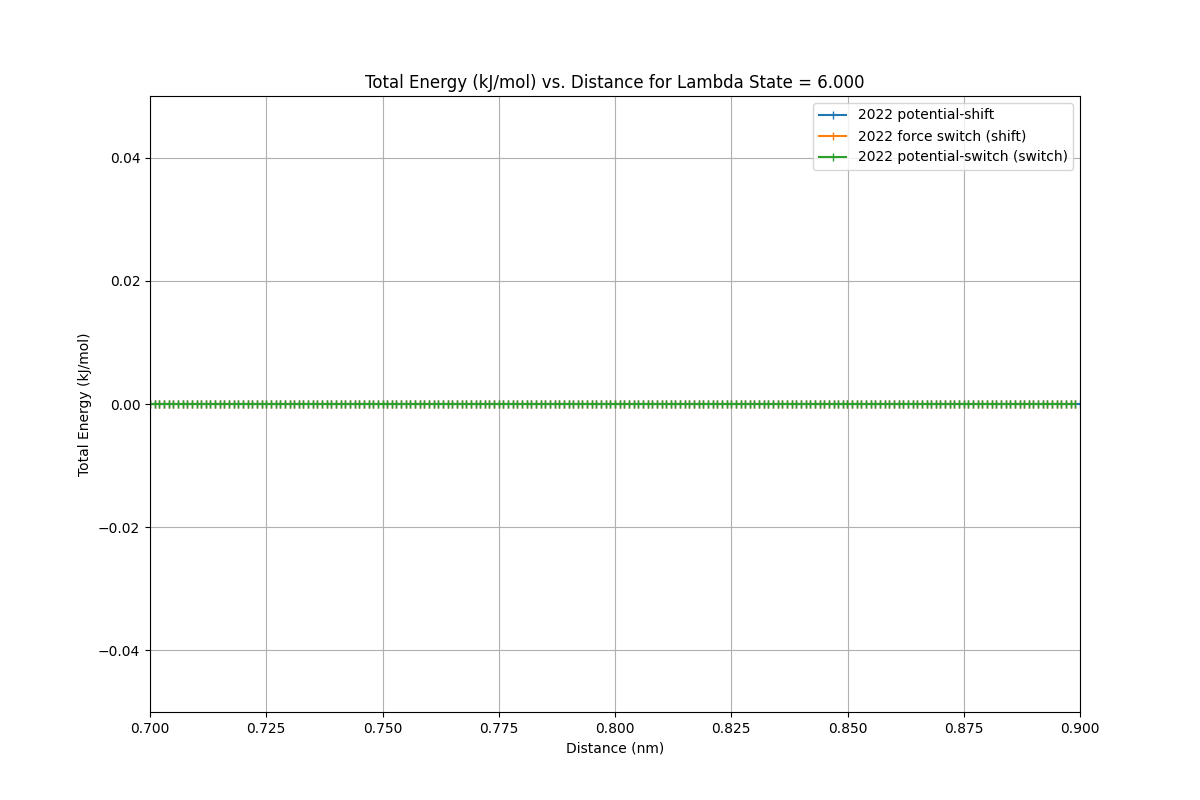 Total Energy (kJ/mol) vs. Distance for Lambda State = 6.000
2022 potential-shift
2022 force switch (shift)
2022 potential-switch (switch)
Total Energy (kJ/mol)
0.04
0.02
0.00
−0.02
−0.04
0.700 0.725 0.750 0.775 0.800 0.825 0.850 0.875 0.900
Distance (nm)